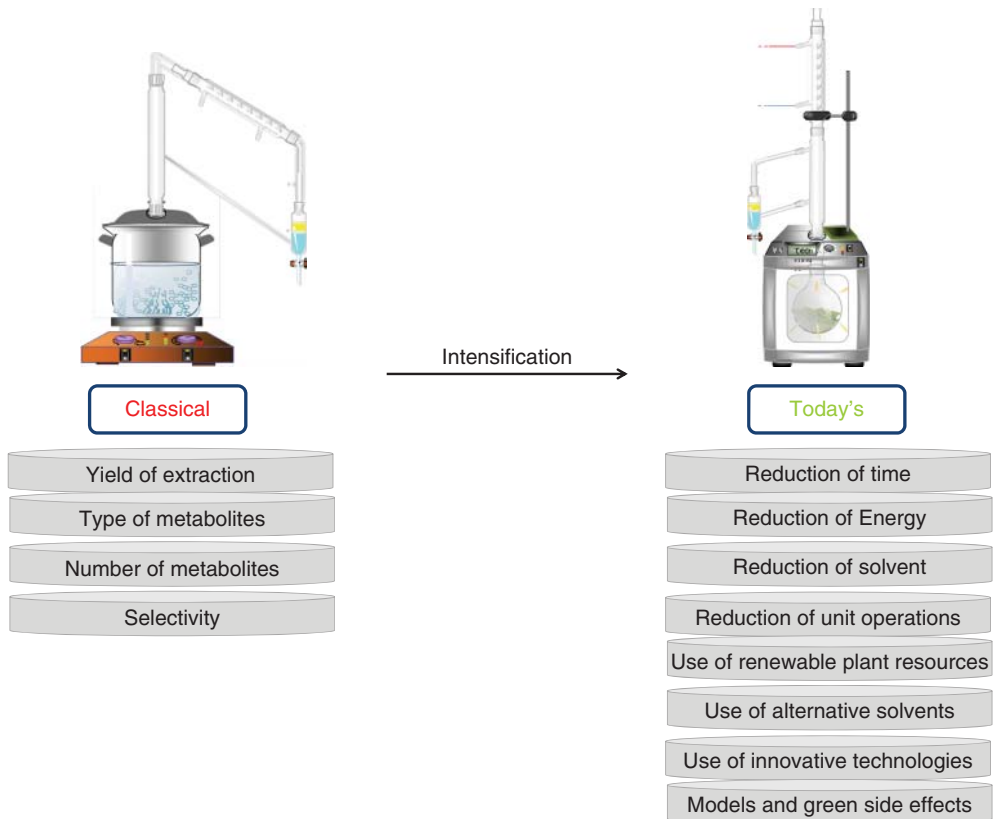 Intensification
Classical
Yield of extraction
Type of metabolites
Number of metabolites
Selectivity
Today's
Reduction of time
Reduction of Energy
Reduction of solvent
Reduction of unit operations
Use of renewable plant resources
Use of alternative solvents
Use of innovative technologies
Models and green side effects